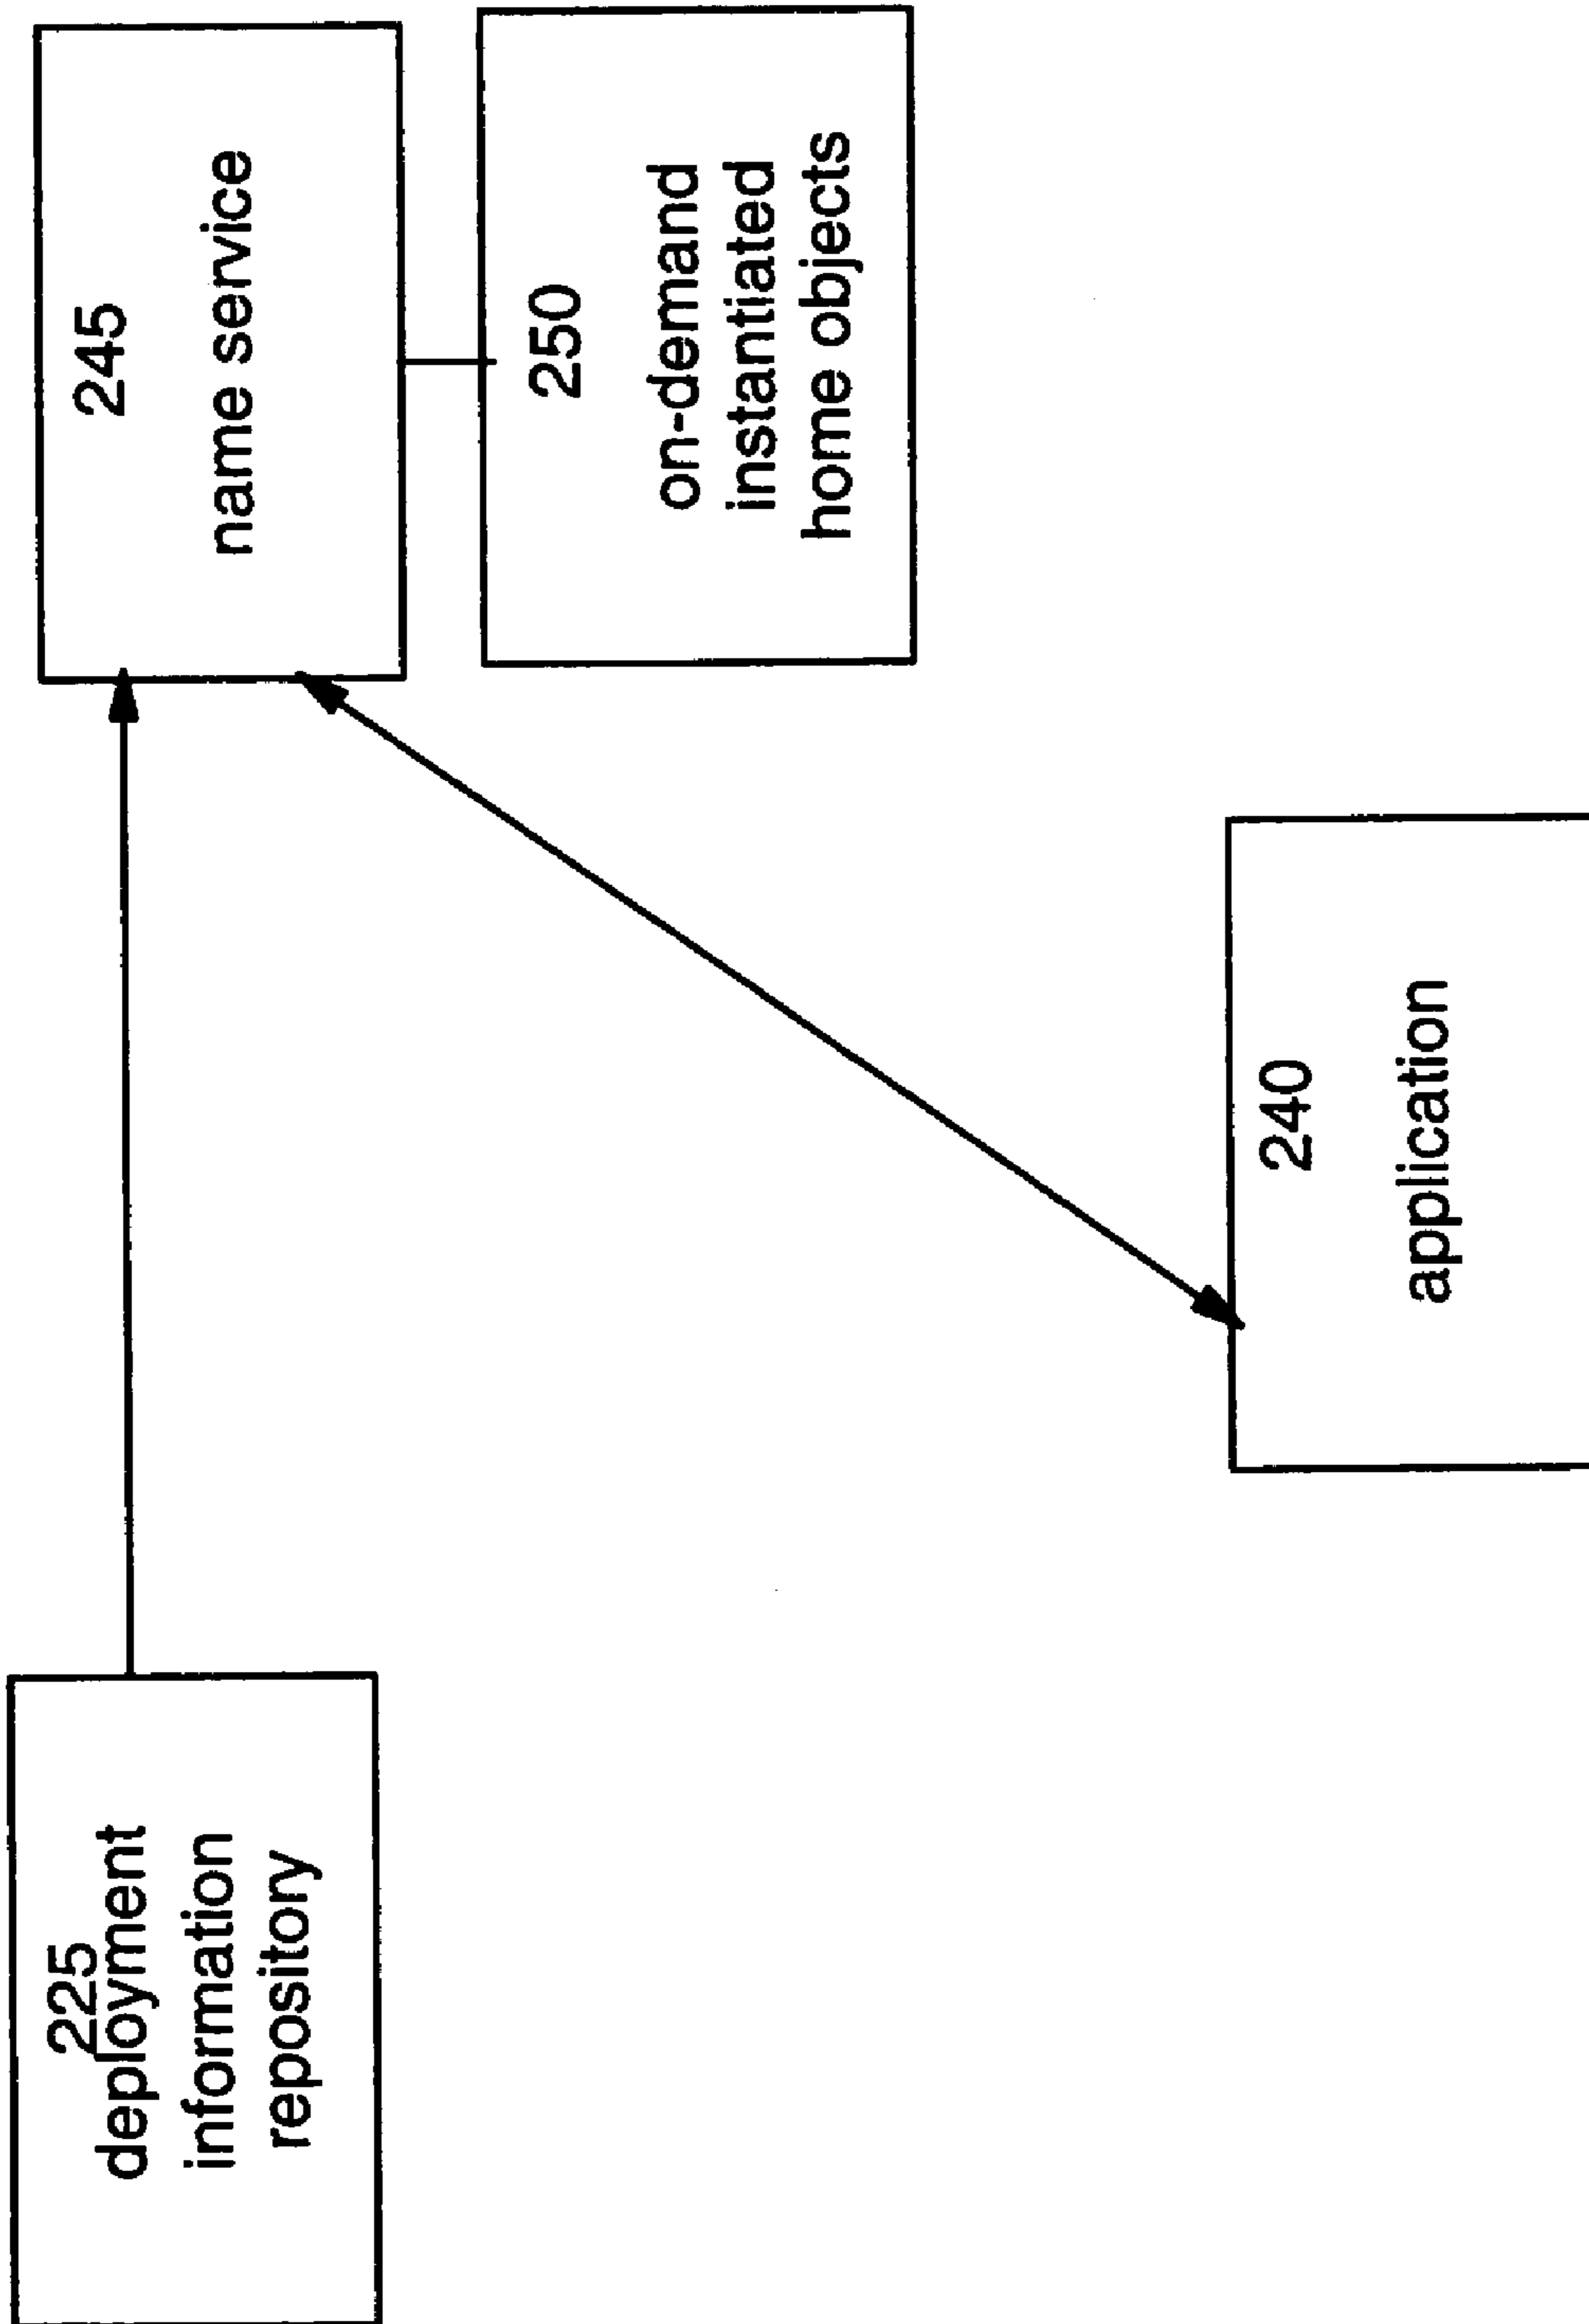 225
deployment
information
repository
245
name service
250
on-demand
instantiated
home objects
240
application